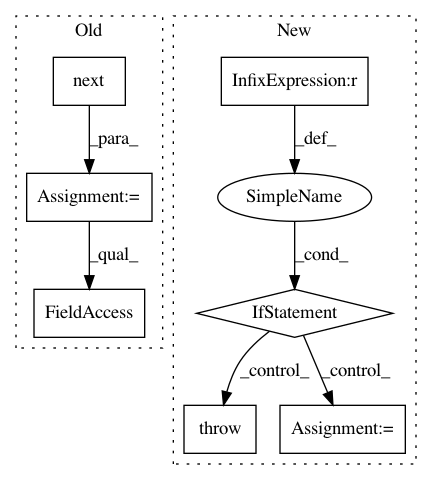 Old
next
_para_
Assignment:=
_qual_
FieldAccess
New
InfixExpression:r
_def_
SimpleName
_cond_
IfStatement
_control_
_control_
throw
Assignment:=